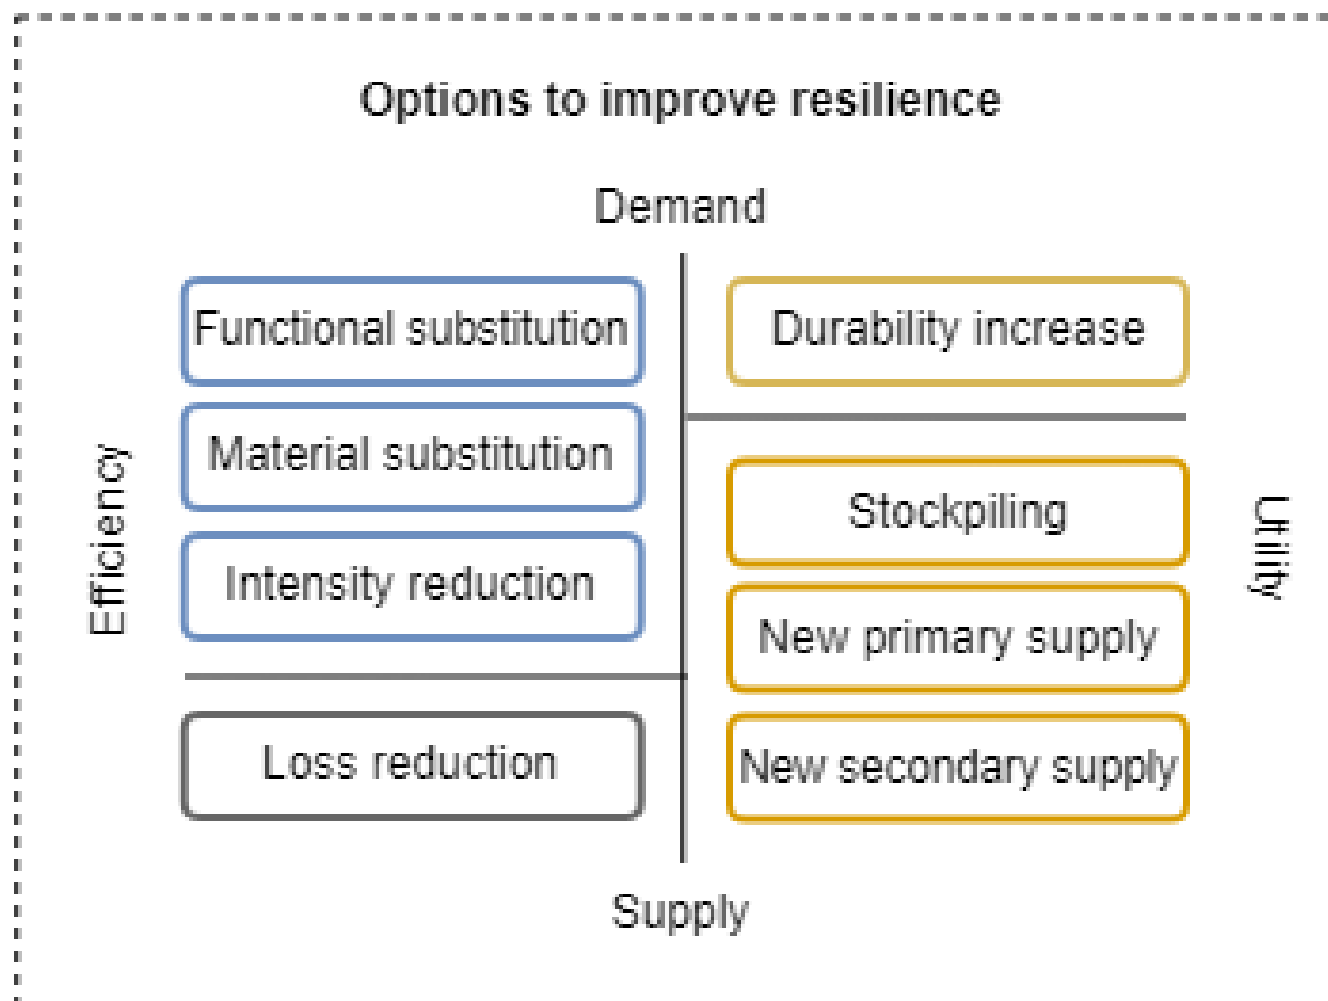 Options to improve resilience
Demand
Efficiency
Functional substitution
Material substitution
Intensity reduction
Loss reduction
Durability increase
Stockpiling
New primary supply
New secondary supply
Utility
Supply